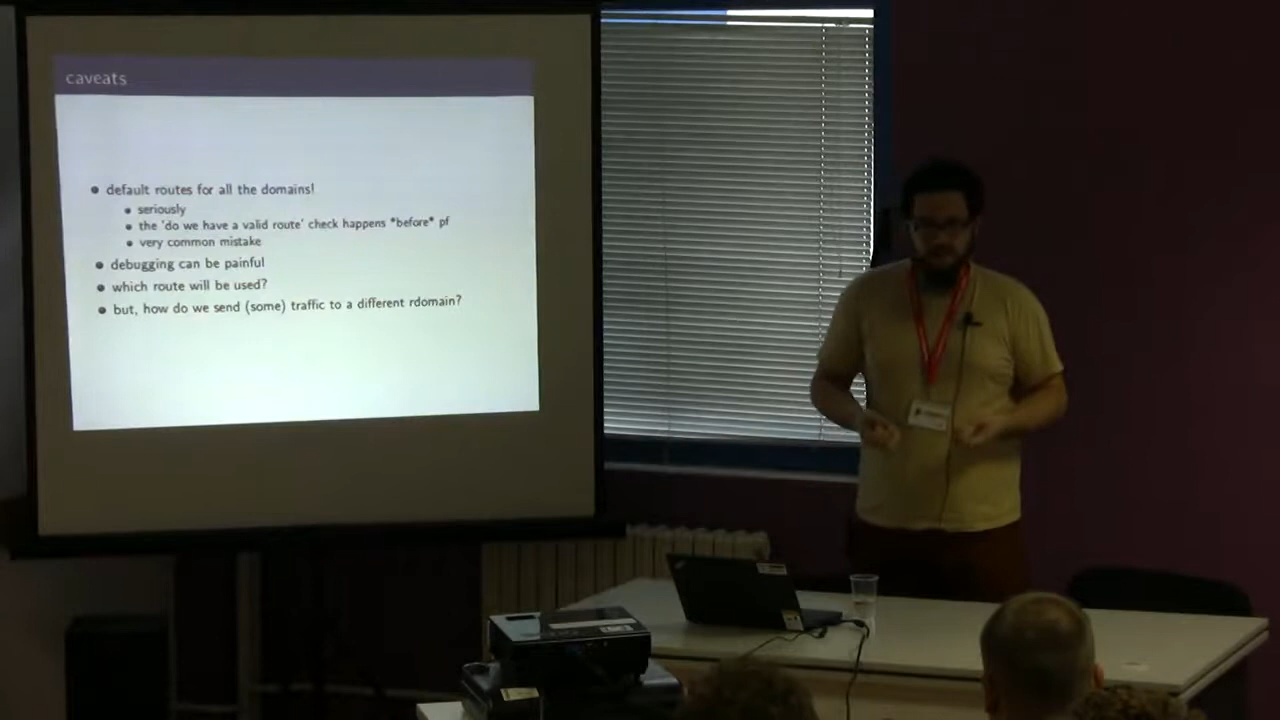 caveats
default routes for all the domains!
seriously
the 'do we have a valid route' check happens *before* pf
very common mistake
debugging can be painful
which route will be used?
but, how do we send (some) traffic to a different rdomain?